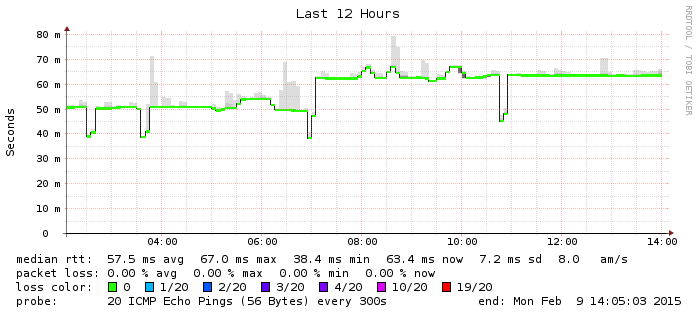 Last 12 Hours
RRDTOOL / TOBI OETIKER
Seconds
80 m
70 m
60 m
50 m
40 m
30 m
20 m
10 m
0
04:00 06:00 08:00 10:00 12:00 14:00
median rtt: 57.5 ms avg 67.0 ms max 38.4 ms min 63.4 ms now 7.2 ms sd 8.0 am/s
packet loss: 0.00 % avg 0.00 % max 0.00 % min 0.00 % now
loss color: 0 1/20 2/20 3/20 4/20 10/20 19/20
probe: 20 ICMP Echo Pings (56 Bytes) every 300s end: Mon Feb 9 14:05:03 2015